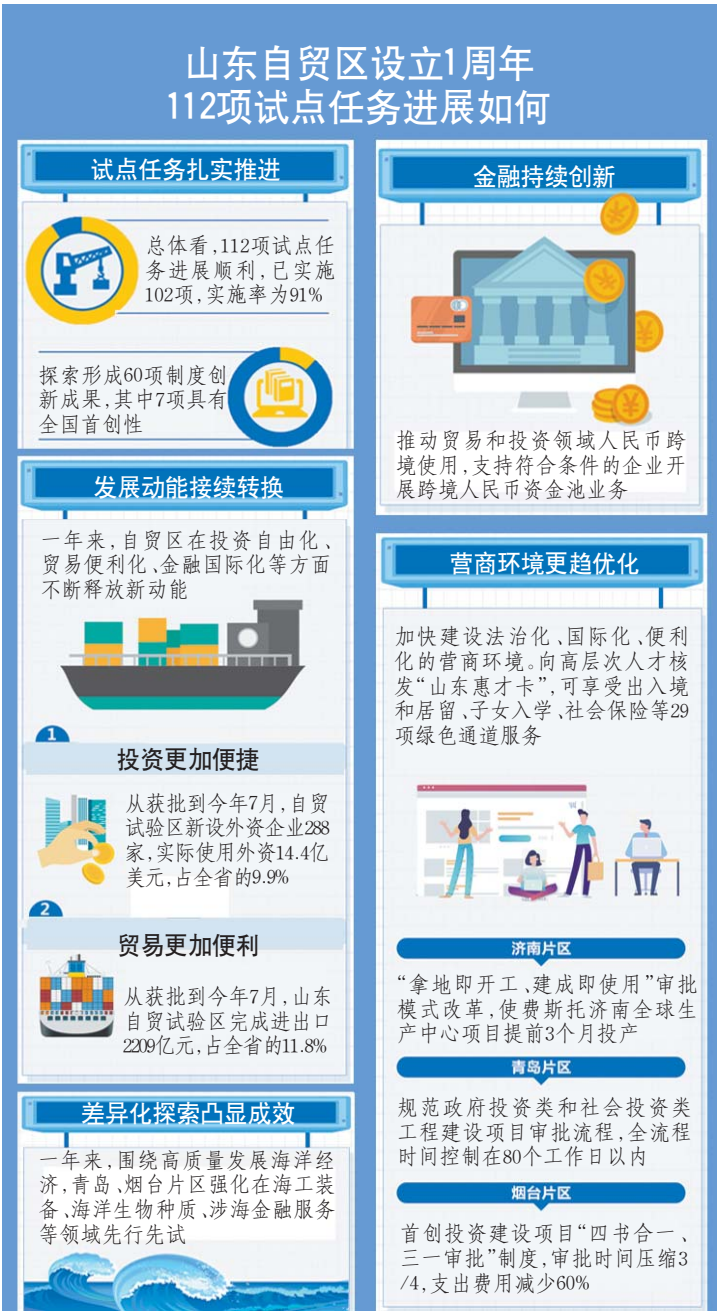 山东自贸区设立1周年
112项试点任务进展如何
试点任务扎实推进
总体看,112项试点任
务进展顺利,已实施
102项,实施率为91%
探索形成60项制度创
新成果,其中7项具有
全国首创性
发展动能接续转换
一年来,自贸区在投资自由化、
贸易便利化、金融国际化等方面
不断释放新动能
1
投资更加便捷
从获批到今年7月,自贸
试验区新设外资企业288
家,实际使用外资14.4亿
美元,占全省的9.9%
2
贸易更加便利
从获批到今年7月,山东
自贸试验区完成进出口
2209亿元,占全省的11.8%
差异化探索凸显成效
一年来,围绕高质量发展海洋经
济,青岛、烟台片区强化在海工装
备、海洋生物种质、涉海金融服务
等领域先行先试
金融持续创新
推动贸易和投资领域人民币跨
境使用,支持符合条件的企业开
展跨境人民币资金池业务
营商环境更趋优化
加快建设法治化、国际化、便利
化的营商环境。向高层次人才核
发“山东惠才卡”,可享受出入境
和居留、子女入学、社会保险等29
项绿色通道服务
济南片区
“拿地即开工、建成即使用”审批
模式改革,使费斯托济南全球生
产中心项目提前3个月投产
青岛片区
规范政府投资类和社会投资类
工程建设项目审批流程,全流程
时间控制在80个工作日以内
烟台片区
首创投资建设项目“四书合一、
三一审批”制度,审批时间压缩3
/4,支出费用减少60%